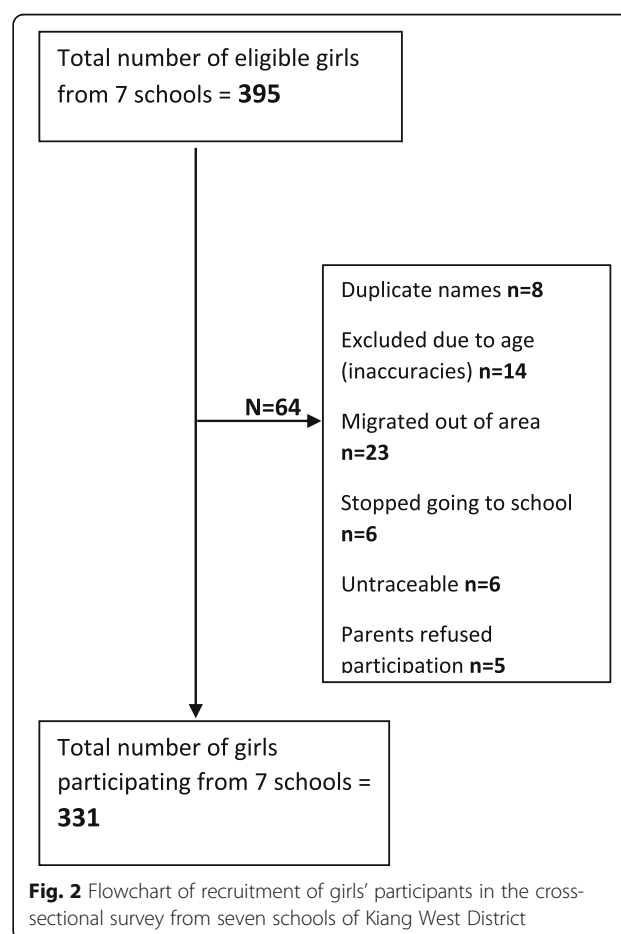 Total number of eligible girls
from 7 schools = 395
Duplicate names n=8
Excluded due to age
(inaccuracies) n=14
N=64
Migrated out of area
n=23
Stopped going to school
n=6
Untraceable n=6
Parents refused
participation n=5
Total number of girls
participating from 7 schools =
331
Fig. 2 Flowchart of recruitment of girls' participants in the cross-
sectional survey from seven schools of Kiang West District